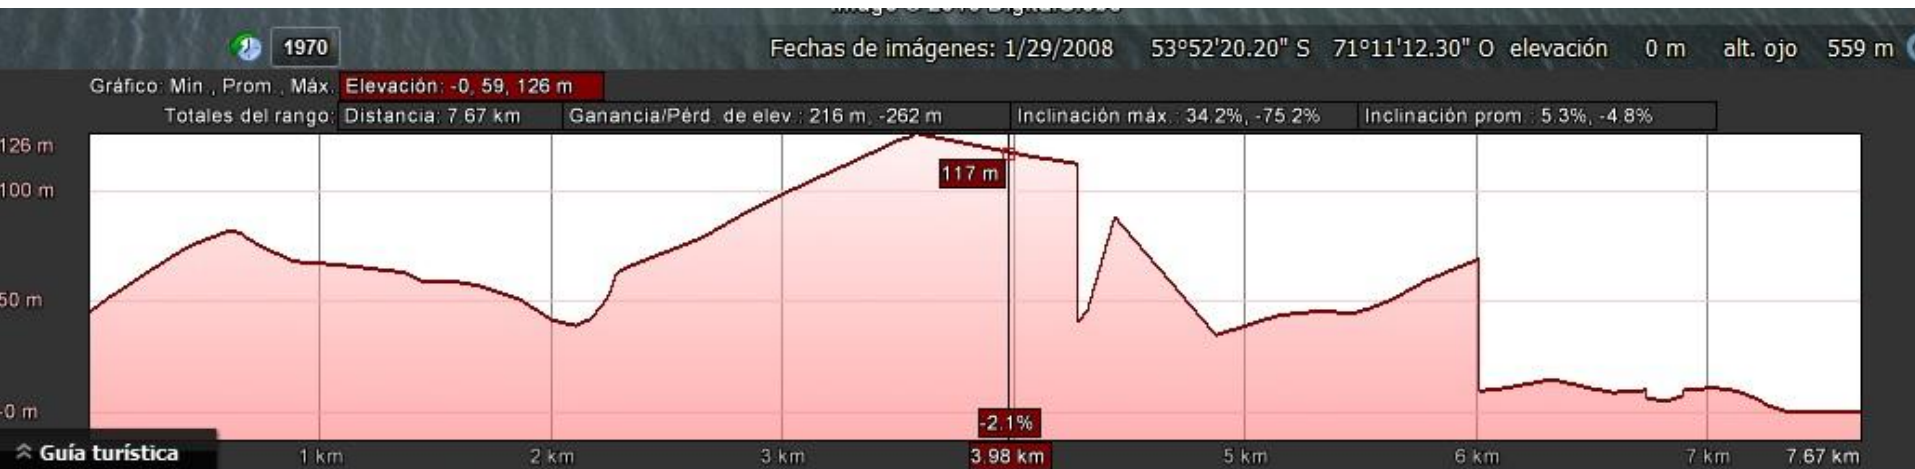 1970 Fechas de imágenes: 1/29/2008 53°52'20.20" S 71°11'12.30" O elevación 0 m alt. ojo 559 m
Gráfico: Min., Prom., Máx. Elevación: -0, 59, 126 m
Totales del rango: Distancia: 7.67 km Ganancia/Pérd. de elev.: 216 m, -262 m Inclinación máx.: 34.2%, -75.2% Inclinación prom.: 5.3%, -4.8%
126 m
117 m
100 m
50 m
-0 m
-2.1%
Guía turística 1 km 2 km 3 km 3.98 km 5 km 6 km 7 km 7.67 km